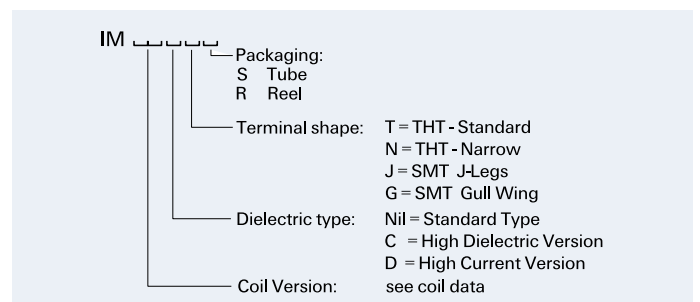 IM
Packaging:
S Tube
R Reel
Terminal shape: T = THT - Standard
N = THT - Narrow
J = SMT J-Legs
G = SMT Gull Wing
Dielectric type: Nil = Standard Type
C = High Dielectric Version
D = High Current Version
Coil Version: see coil data